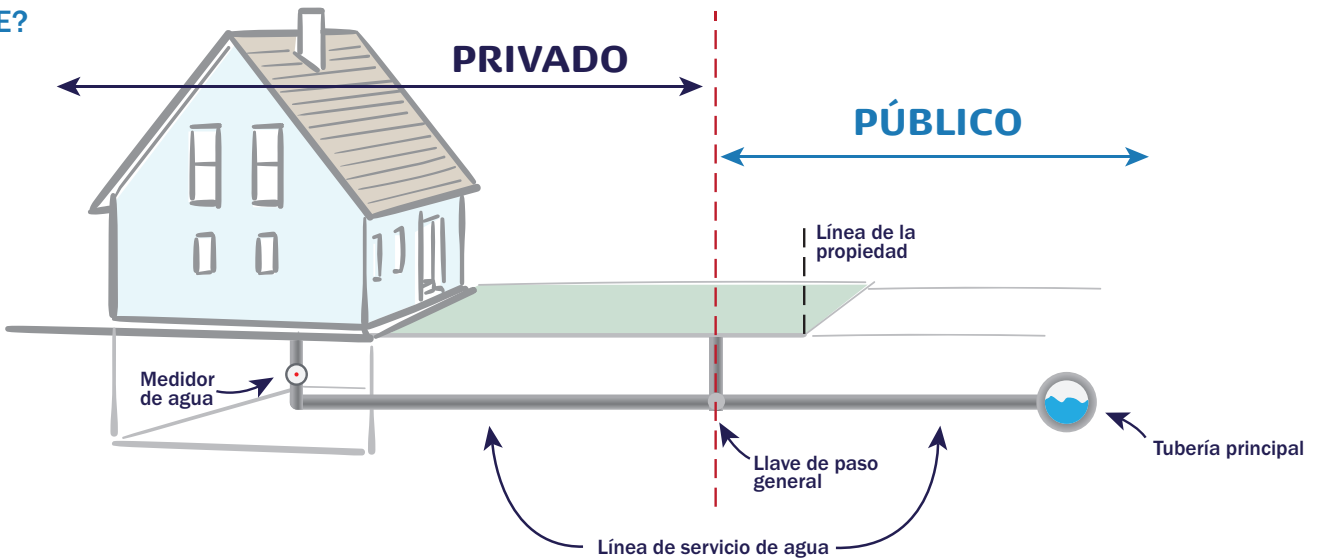 E?
PRIVADO
PÚBLICO
Línea de la
propiedad
Medidor
de agua
Llave de paso
general
Tubería principal
Línea de servicio de agua